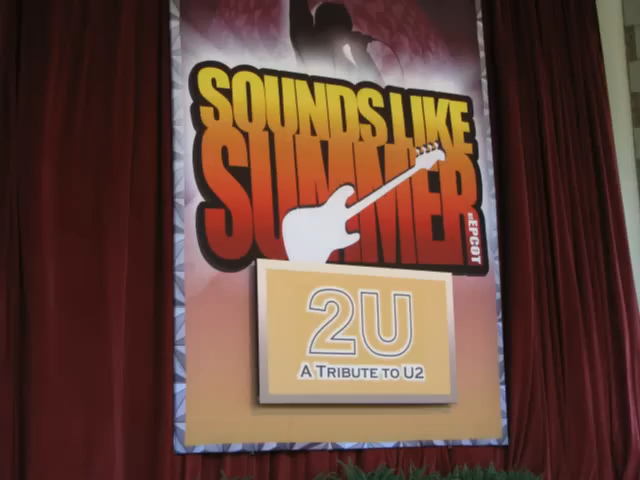 SOUNDS LIKE
SUMMER
at EPCOT
2U
A TRIBUTE TO U2